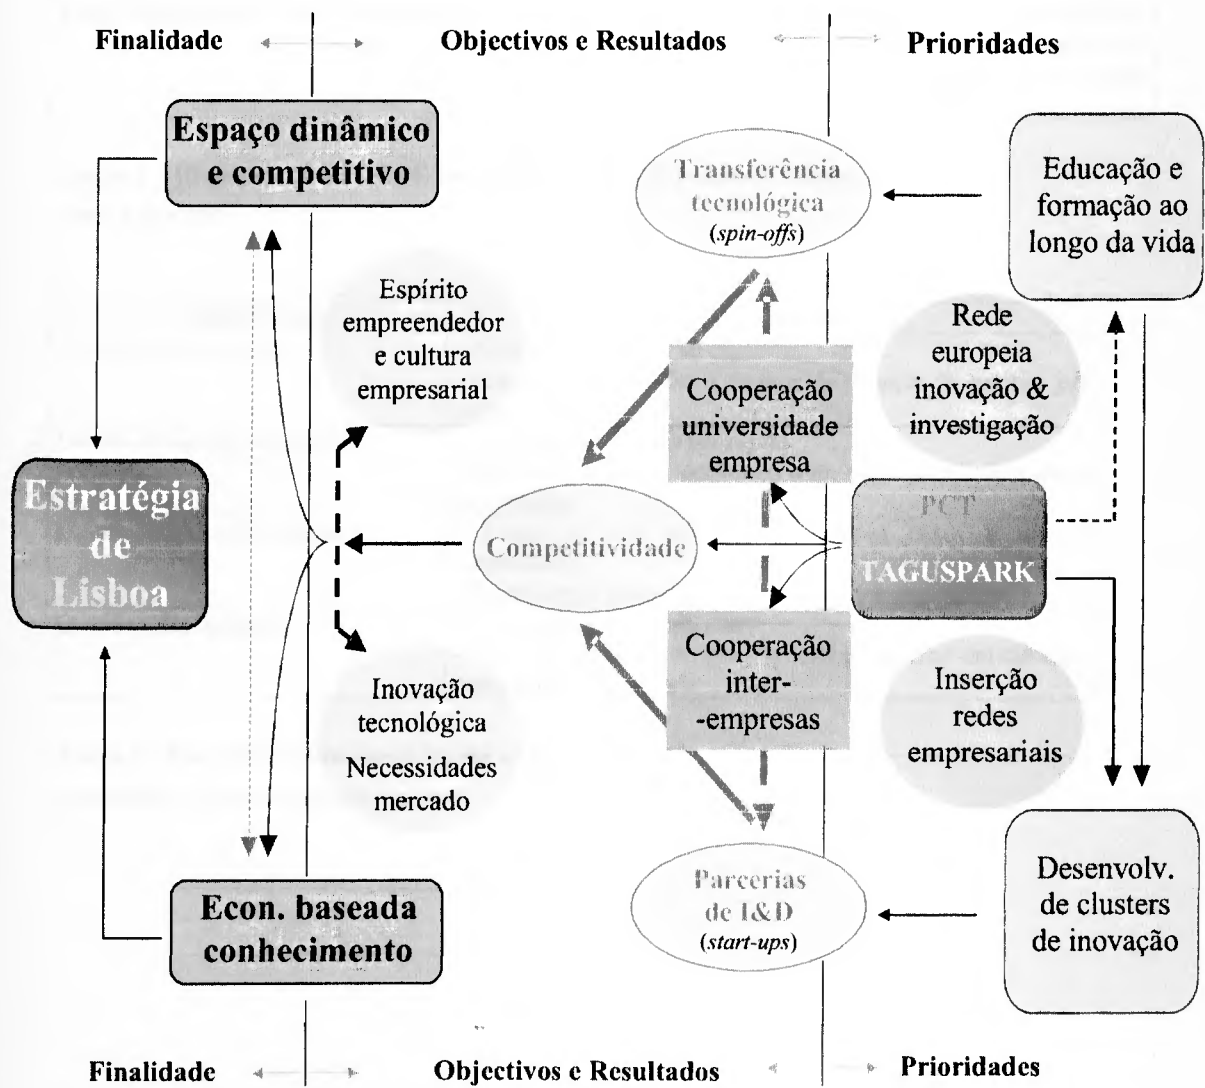 Finalidade
Objectivos e Resultados
Prioridades
Espaço dinâmico
e competitivo
Transferência
tecnológica
(spin-offs)
Educação e
formação ao
longo da vida
Espírito
empreendedor
e cultura
empresarial
Rede
europeia
inovação &
investigação
Cooperação
universidade
empresa
Estratégia
de
Lisboa
Competitividade
PCT
TAGUSPARK
Cooperação
inter-
-empresas
Inovação
tecnológica
Necessidades
mercado
Inserção
redes
empresariais
Econ. baseada
conhecimento
Parcerias
de I&D
(start-ups)
Desenvolv.
de clusters
de inovação
Finalidade
Objectivos e Resultados
Prioridades